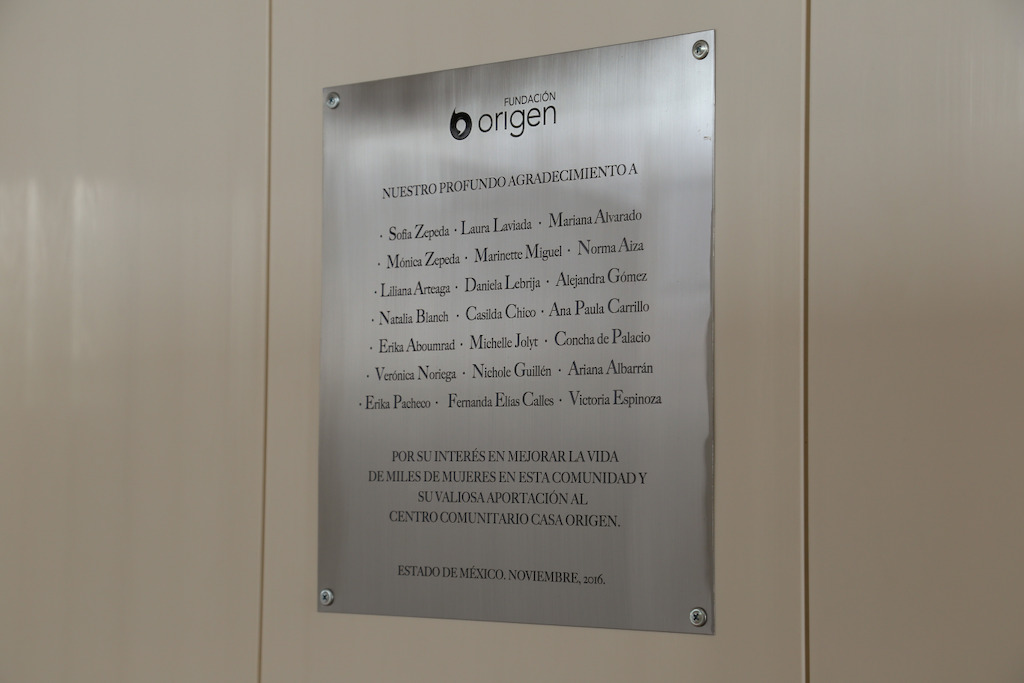 FUNDACIÓN
origen
NUESTRO PROFUNDO AGRADECIMIENTO A
· Sofía Zepeda · Laura Laviada · Mariana Alvarado
· Mónica Zepeda · Marinette Miguel · Norma Aiza
· Liliana Arteaga · Daniela Lebrija · Alejandra Gómez
· Natalia Blanch · Casilda Chico · Ana Paula Carrillo
· Erika Aboumrad · Michelle Jolyt · Concha de Palacio
· Verónica Noriega · Nichole Guillén · Ariana Albarrán
· Erika Pacheco · Fernanda Elías Calles · Victoria Espinoza
POR SU INTERÉS EN MEJORAR LA VIDA
DE MILES DE MUJERES EN ESTA COMUNIDAD Y
SU VALIOSA APORTACIÓN AL
CENTRO COMUNITARIO CASA ORIGEN.
ESTADO DE MÉXICO. NOVIEMBRE, 2016.